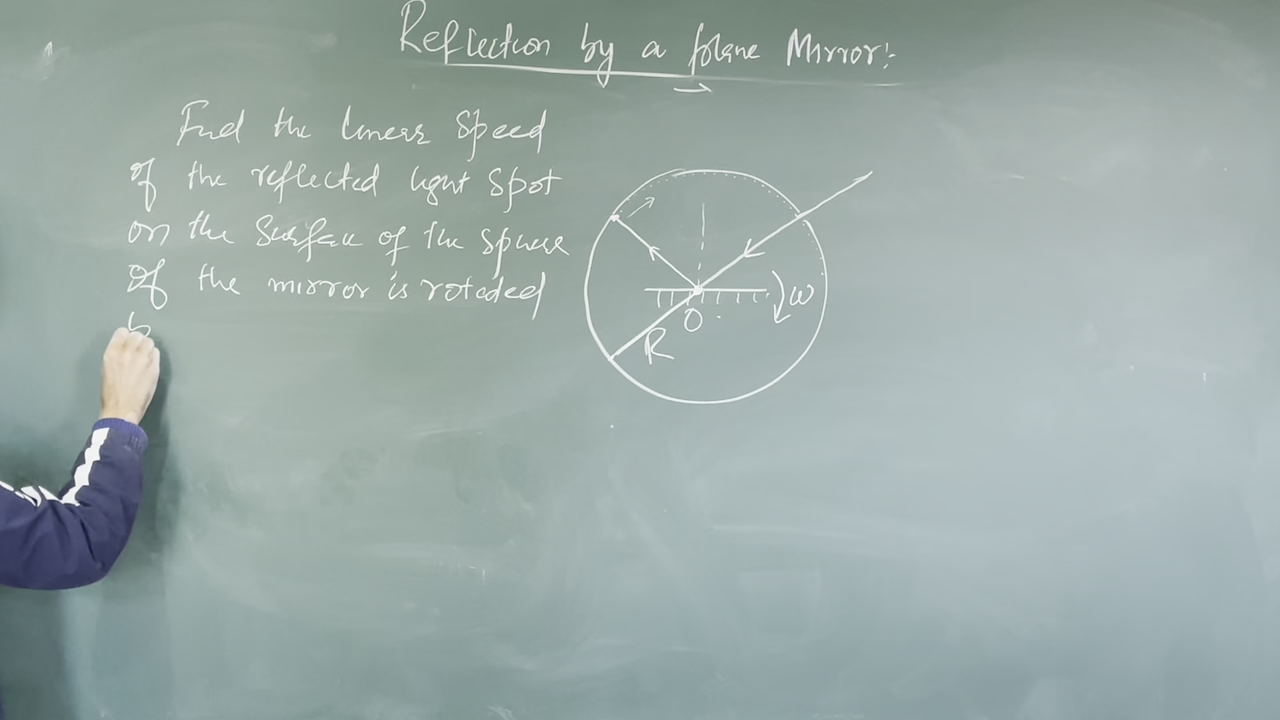 Reflection by a plane Mirror:-
Find the linear speed
of the reflected light spot
on the surface of the sphere
If the mirror is rotated
b
ω
O
R